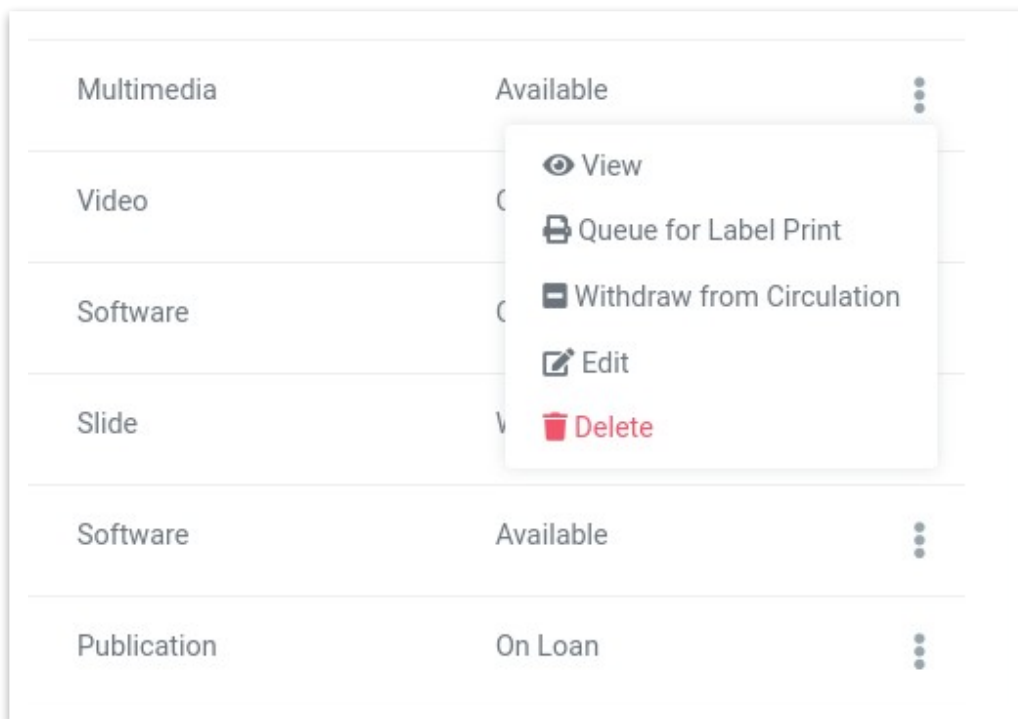 Multimedia Available
View
Video
Queue for Label Print
Withdraw from Circulation
Software
Edit
Slide
Delete
Software Available
Publication On Loan